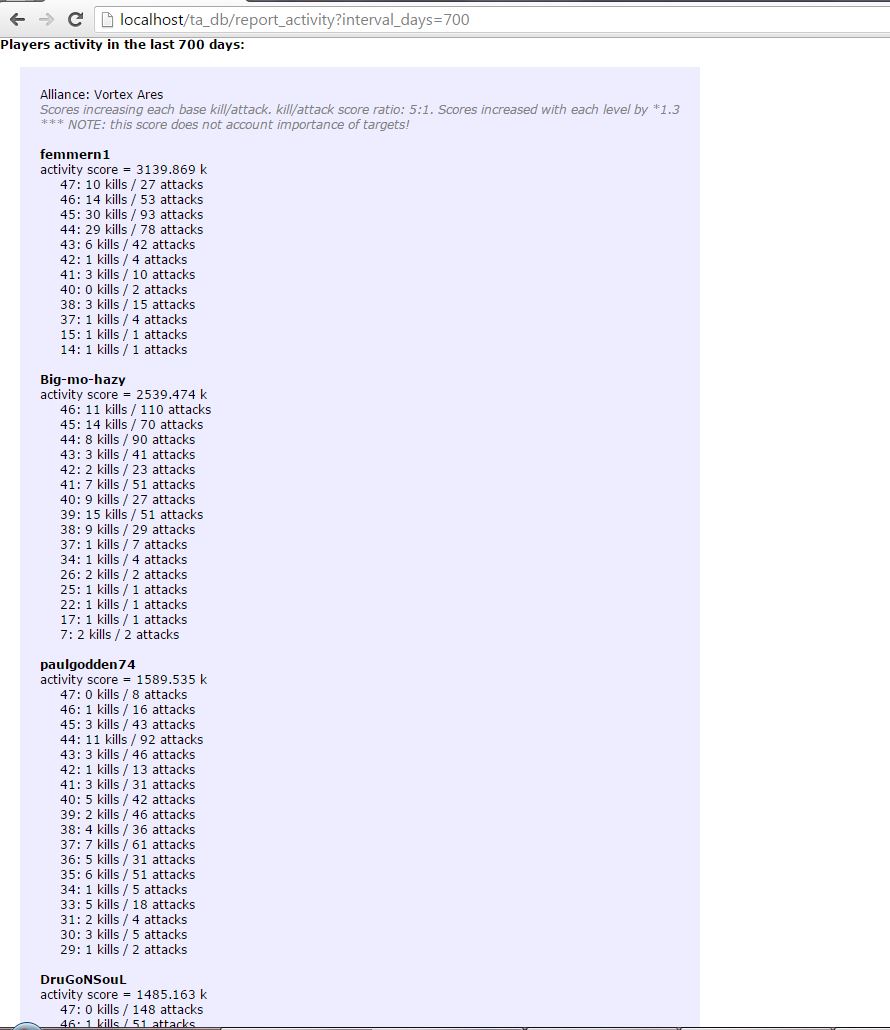 localhost/ta_db/report_activity?interval_days=700
Players activity in the last 700 days:
Alliance: Vortex Ares
Scores increasing each base kill/attack. kill/attack score ratio: 5:1. Scores increased with each level by *1.3
*** NOTE: this score does not account importance of targets!
femmern1
activity score = 3139.869 k
47: 10 kills / 27 attacks
46: 14 kills / 53 attacks
45: 30 kills / 93 attacks
44: 29 kills / 78 attacks
43: 6 kills / 42 attacks
42: 1 kills / 4 attacks
41: 3 kills / 10 attacks
40: 0 kills / 2 attacks
38: 3 kills / 15 attacks
37: 1 kills / 4 attacks
15: 1 kills / 1 attacks
14: 1 kills / 1 attacks
Big-mo-hazy
activity score = 2539.474 k
46: 11 kills / 110 attacks
45: 14 kills / 70 attacks
44: 8 kills / 90 attacks
43: 3 kills / 41 attacks
42: 2 kills / 23 attacks
41: 7 kills / 51 attacks
40: 9 kills / 27 attacks
39: 15 kills / 51 attacks
38: 9 kills / 29 attacks
37: 1 kills / 7 attacks
34: 1 kills / 4 attacks
26: 2 kills / 2 attacks
25: 1 kills / 1 attacks
22: 1 kills / 1 attacks
17: 1 kills / 1 attacks
7: 2 kills / 2 attacks
paulgodden74
activity score = 1589.535 k
47: 0 kills / 8 attacks
46: 1 kills / 16 attacks
45: 3 kills / 43 attacks
44: 11 kills / 92 attacks
43: 3 kills / 46 attacks
42: 1 kills / 13 attacks
41: 3 kills / 31 attacks
40: 5 kills / 42 attacks
39: 2 kills / 46 attacks
38: 4 kills / 36 attacks
37: 7 kills / 61 attacks
36: 5 kills / 31 attacks
35: 6 kills / 51 attacks
34: 1 kills / 5 attacks
33: 5 kills / 18 attacks
31: 2 kills / 4 attacks
30: 3 kills / 5 attacks
29: 1 kills / 2 attacks
DruGoNSouL
activity score = 1485.163 k
47: 0 kills / 148 attacks
46: 1 kills / 51 attacks